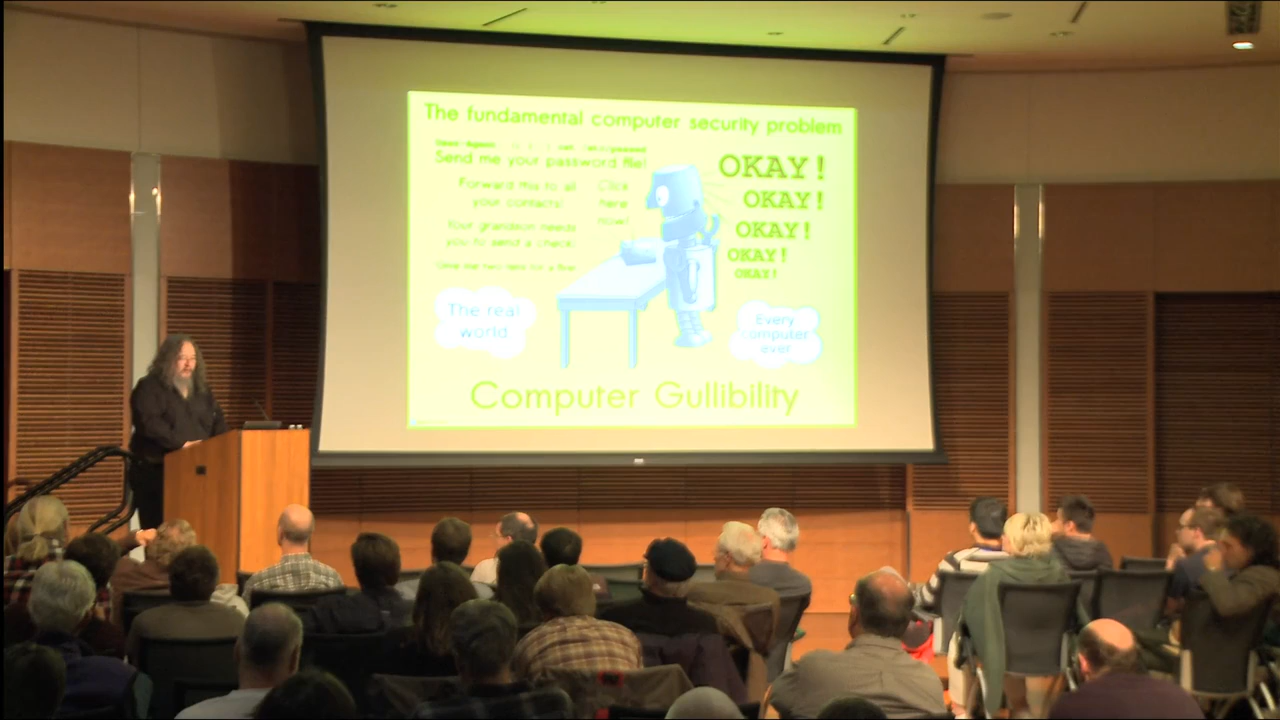 The fundamental computer security problem
Send me your password file!
Forward this to all
your contacts!
Click
here
now!
Your grandson needs
you to send a check!
OKAY!
OKAY!
OKAY!
OKAY!
OKAY!
The real
world
Every
computer
ever
Computer Gullibility